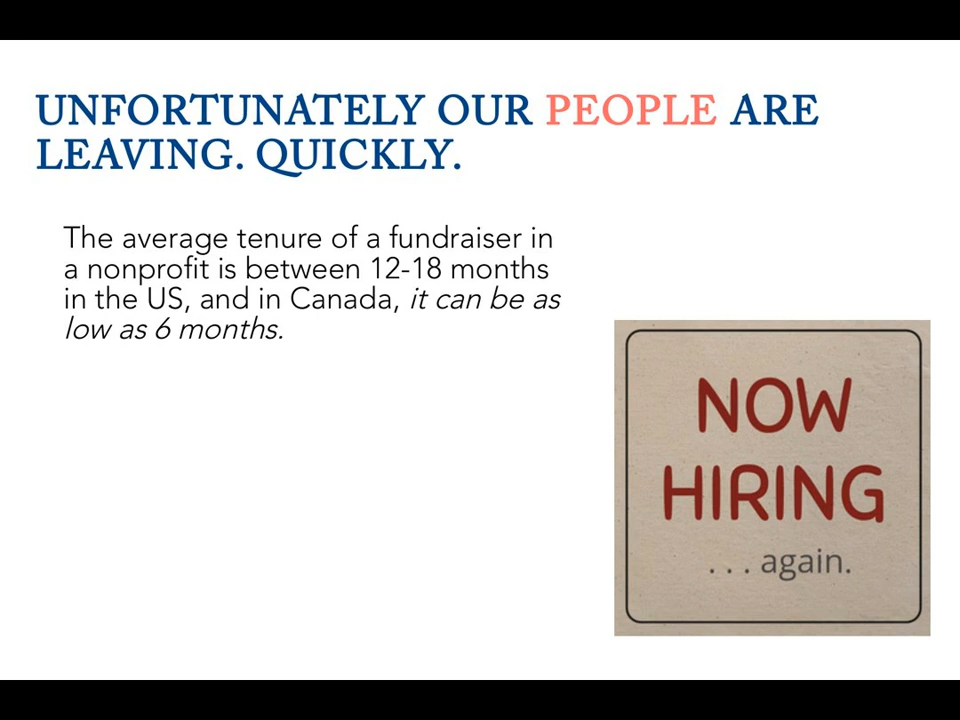 UNFORTUNATELY OUR PEOPLE ARE
LEAVING. QUICKLY.
The average tenure of a fundraiser in
a nonprofit is between 12-18 months
in the US, and in Canada, it can be as
low as 6 months.
NOW
HIRING
. . . again.